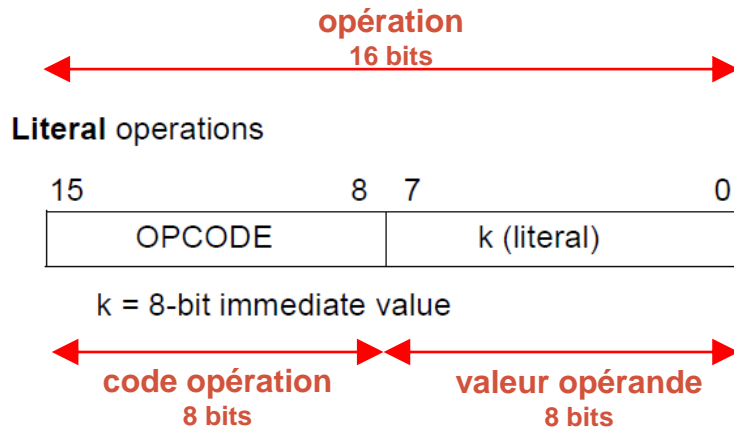 opération
16 bits
Literal operations
15 8 7 0
OPCODE k (literal)
k = 8-bit immediate value
code opération valeur opérande
8 bits 8 bits